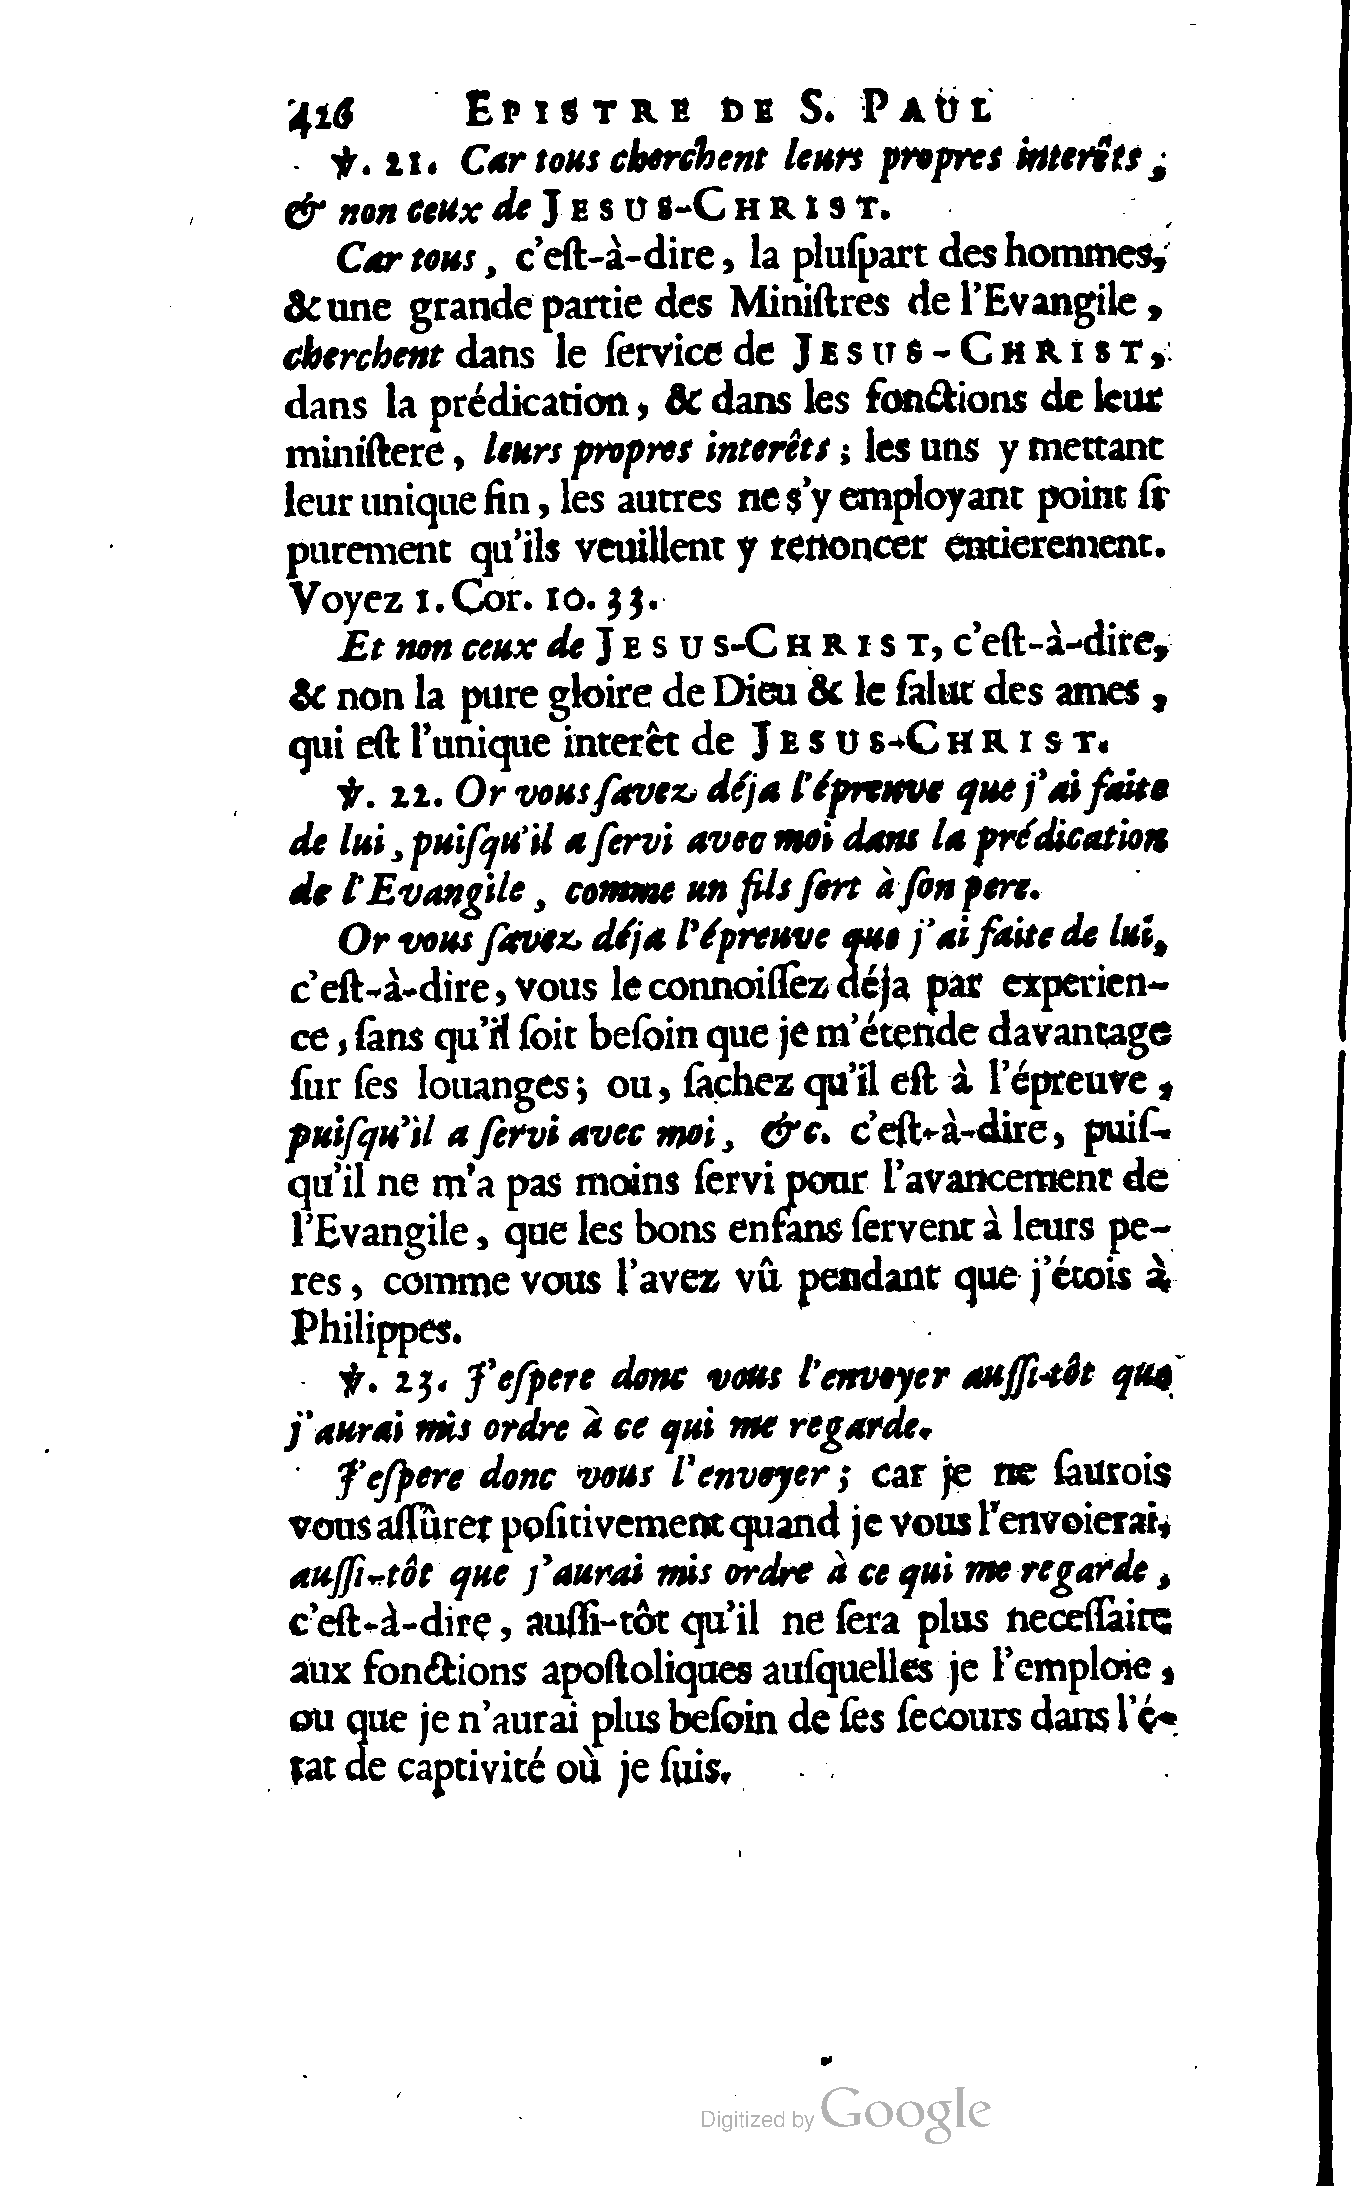 426 EPISTRE DE S. PAUL
℣. 21. Car tous cherchent leurs propres interêts ;
& non ceux de JESUS-CHRIST.
Car tous, c'eſt-à-dire, la pluſpart des hommes,
& une grande partie des Miniſtres de l'Evangile,
cherchent dans le ſervice de JESUS-CHRIST,
dans la prédication, & dans les fonctions de leur
miniſtere, leurs propres interêts ; les uns y mettant
leur unique fin, les autres ne s'y employant point ſi
purement qu'ils veuillent y renoncer entierement.
Voyez 1. Cor. 10. 33.
Et non ceux de JESUS-CHRIST, c'eſt-à-dire,
& non la pure gloire de Dieu & le ſalut des ames,
qui eſt l'unique interêt de JESUS-CHRIST.
℣. 22. Or vous ſavez déja l'épreuve que j'ai faite
de lui, puiſqu'il a ſervi avec moi dans la prédication
de l'Evangile, comme un fils ſert à ſon pere.
Or vous ſavez déja l'épreuve que j'ai faite de lui,
c'eſt-à-dire, vous le connoiſſez déja par experien-
ce, ſans qu'il ſoit beſoin que je m'étende davantage
ſur ſes louanges; ou, ſachez qu'il eſt à l'épreuve,
puiſqu'il a ſervi avec moi, &c. c'eſt-à-dire, puiſ-
qu'il ne m'a pas moins ſervi pour l'avancement de
l'Evangile, que les bons enfans ſervent à leurs pe-
res, comme vous l'avez vû pendant que j'étois à
Philippes.
℣. 23. J'eſpere donc vous l'envoyer auſſi-tôt que
j'aurai mis ordre à ce qui me regarde.
J'eſpere donc vous l'envoyer ; car je ne ſaurois
vous aſſûrer poſitivement quand je vous l'envoierai,
auſſi-tôt que j'aurai mis ordre à ce qui me regarde,
c'eſt-à-dire, auſſi-tôt qu'il ne ſera plus neceſſaire
aux fonctions apoſtoliques auſquelles je l'emploie,
ou que je n'aurai plus beſoin de ſes ſecours dans l'é-
tat de captivité où je ſuis.
Digitized by Google